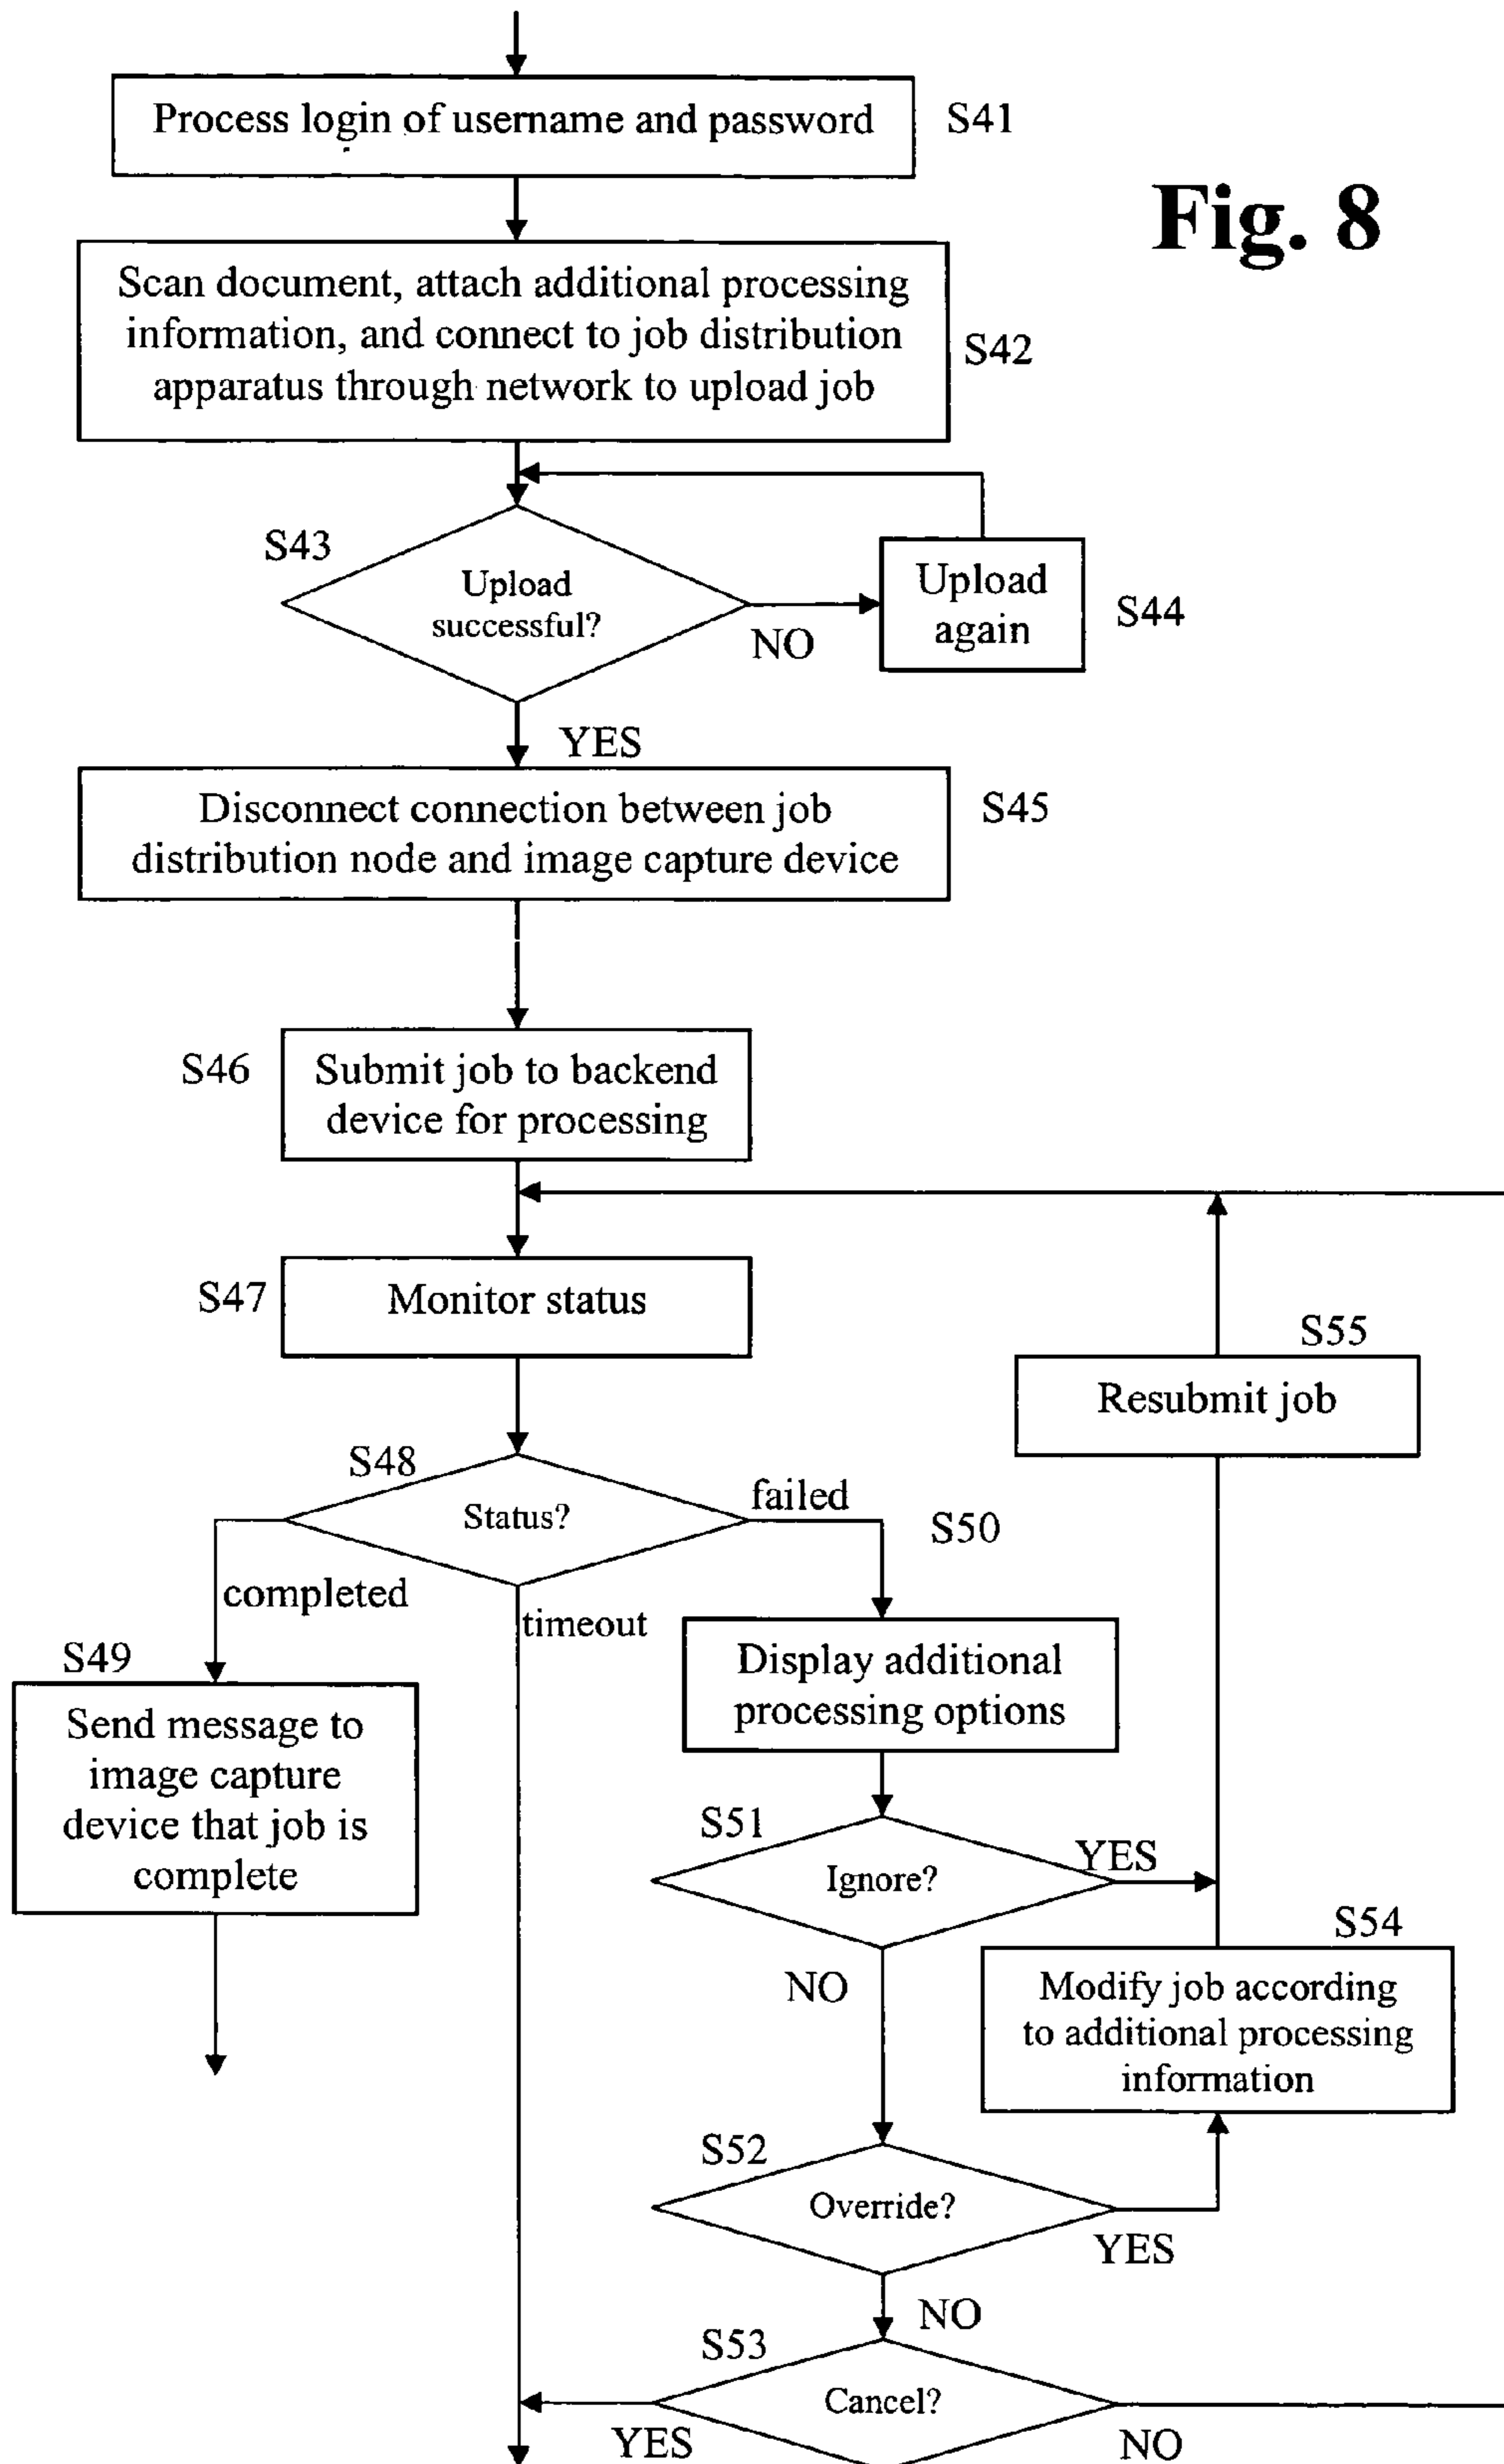 Process login of username and password
S41
Fig. 8
Scan document, attach additional processing
information, and connect to job distribution
apparatus through network to upload job
S42
S43
Upload
successful?
NO
Upload
again
S44
YES
Disconnect connection between job
distribution node and image capture device
S45
S46
Submit job to backend
device for processing
S47
Monitor status
S55
Resubmit job
S48
Status?
failed
S50
completed
timeout
S49
Send message to
image capture
device that job is
complete
Display additional
processing options
S51
Ignore?
YES
NO
S54
Modify job according
to additional processing
information
S52
Override?
YES
NO
S53
Cancel?
YES
NO